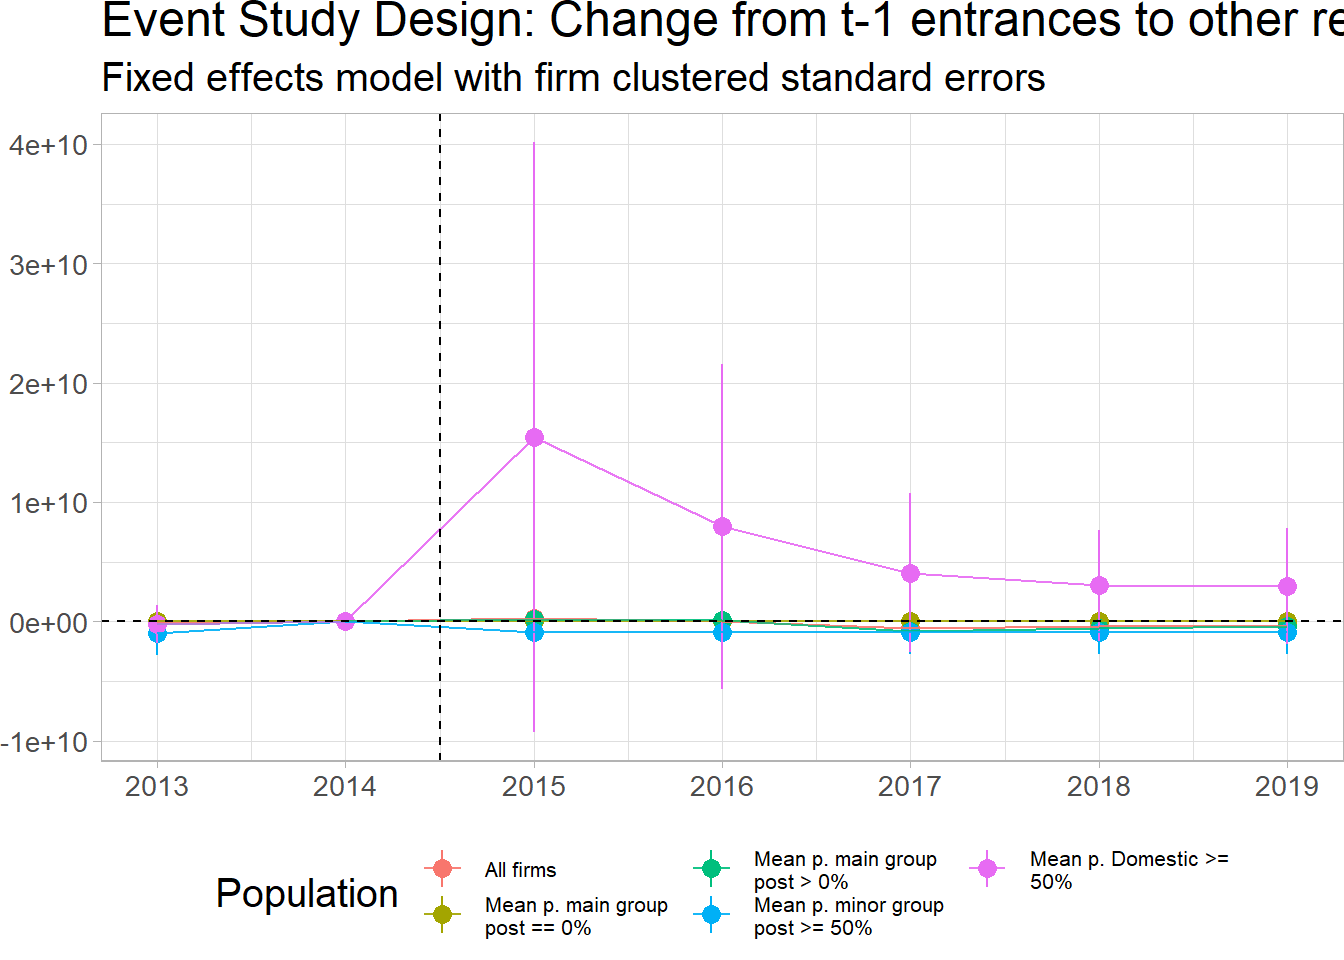 Event Study Design: Change from t-1 entrances to other re
Fixed effects model with firm clustered standard errors
4e+10
3e+10
2e+10
1e+10
0e+00
-1e+10
2013 2014 2015 2016 2017 2018 2019
Population
All firms
Mean p. main group
post == 0%
Mean p. main group
post > 0%
Mean p. minor group
post >= 50%
Mean p. Domestic >=
50%